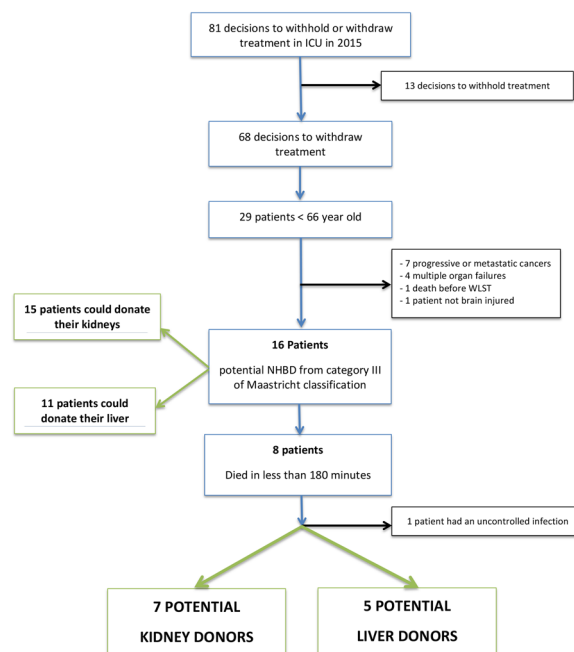 81 decisions to withhold or withdraw
treatment in ICU in 2015
13 decisions to withhold treatment
68 decisions to withdraw
treatment
29 patients < 66 year old
- 7 progressive or metastatic cancers
- 4 multiple organ failures
- 1 death before WLST
- 1 patient not brain injured
15 patients could donate
their kidneys
16 Patients
potential NHBD from category III
of Maastricht classification
11 patients could
donate their liver
8 patients
Died in less than 180 minutes
1 patient had an uncontrolled infection
7 POTENTIAL
KIDNEY DONORS
5 POTENTIAL
LIVER DONORS